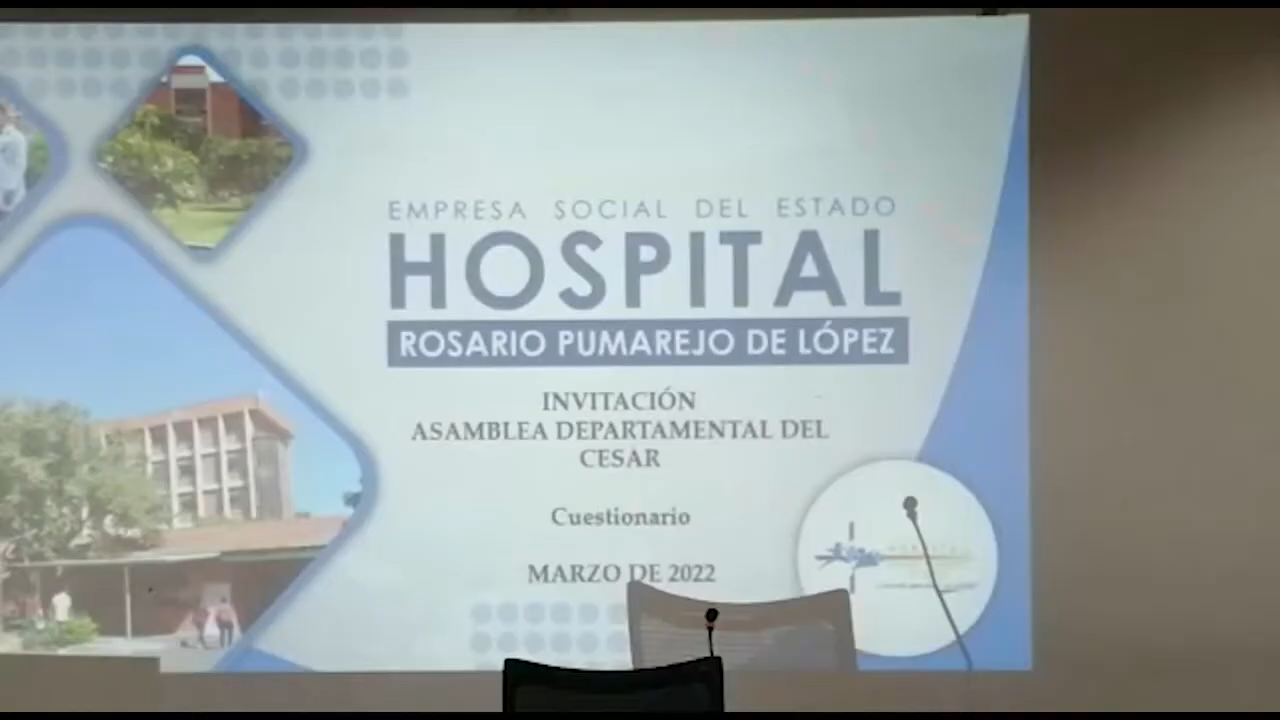 EMPRESA SOCIAL DEL ESTADO
HOSPITAL
ROSARIO PUMAREJO DE LÓPEZ
INVITACIÓN
ASAMBLEA DEPARTAMENTAL DEL
CESAR
Cuestionario
MARZO DE 2022